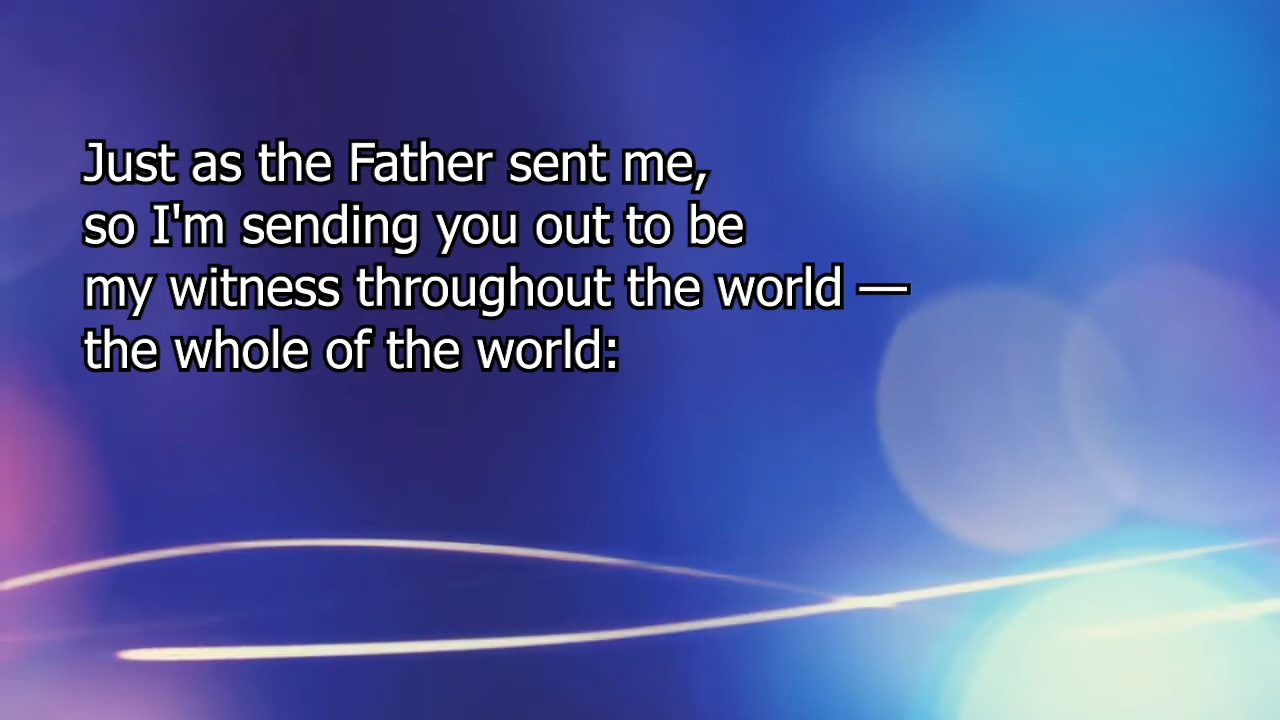 Just as the Father sent me,
so I'm sending you out to be
my witness throughout the world —
the whole of the world: